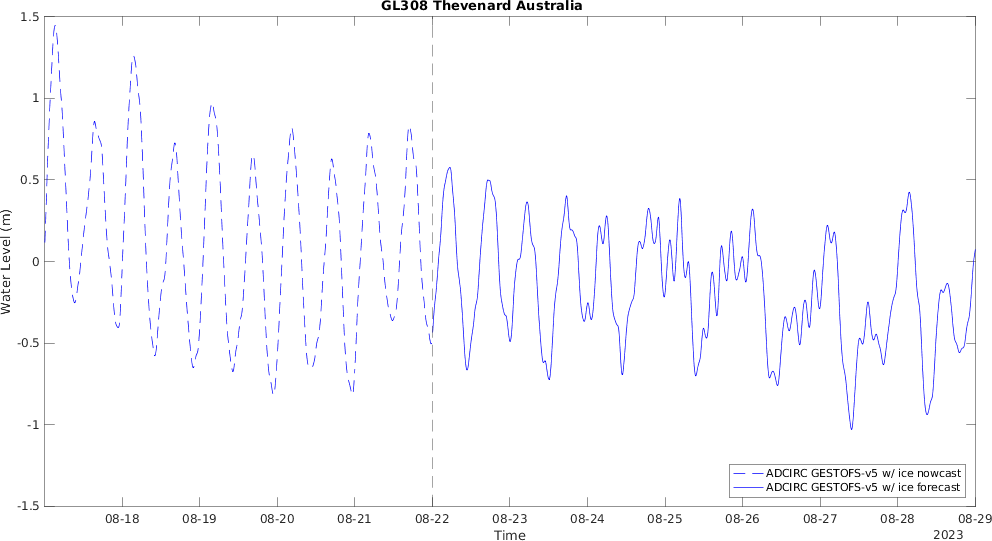 GL308 Thevenard Australia
1.5
1
0.5
0
-0.5
-1
-1.5
Water Level (m)
ADCIRC GESTOFS-v5 w/ ice nowcast
ADCIRC GESTOFS-v5 w/ ice forecast
08-18 08-19 08-20 08-21 08-22 08-23 08-24 08-25 08-26 08-27 08-28 08-29
Time
2023